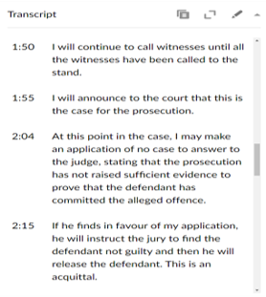 Transcript
1:50 I will continue to call witnesses until all
the witnesses have been called to the
stand.
1:55 I will announce to the court that this is
the case for the prosecution.
2:04 At this point in the case, I may make
an application of no case to answer to
the judge, stating that the prosecution
has not raised sufficient evidence to
prove that the defendant has
committed the alleged offence.
2:15 If he finds in favour of my application,
he will instruct the jury to find the
defendant not guilty and then he will
release the defendant. This is an
acquittal.